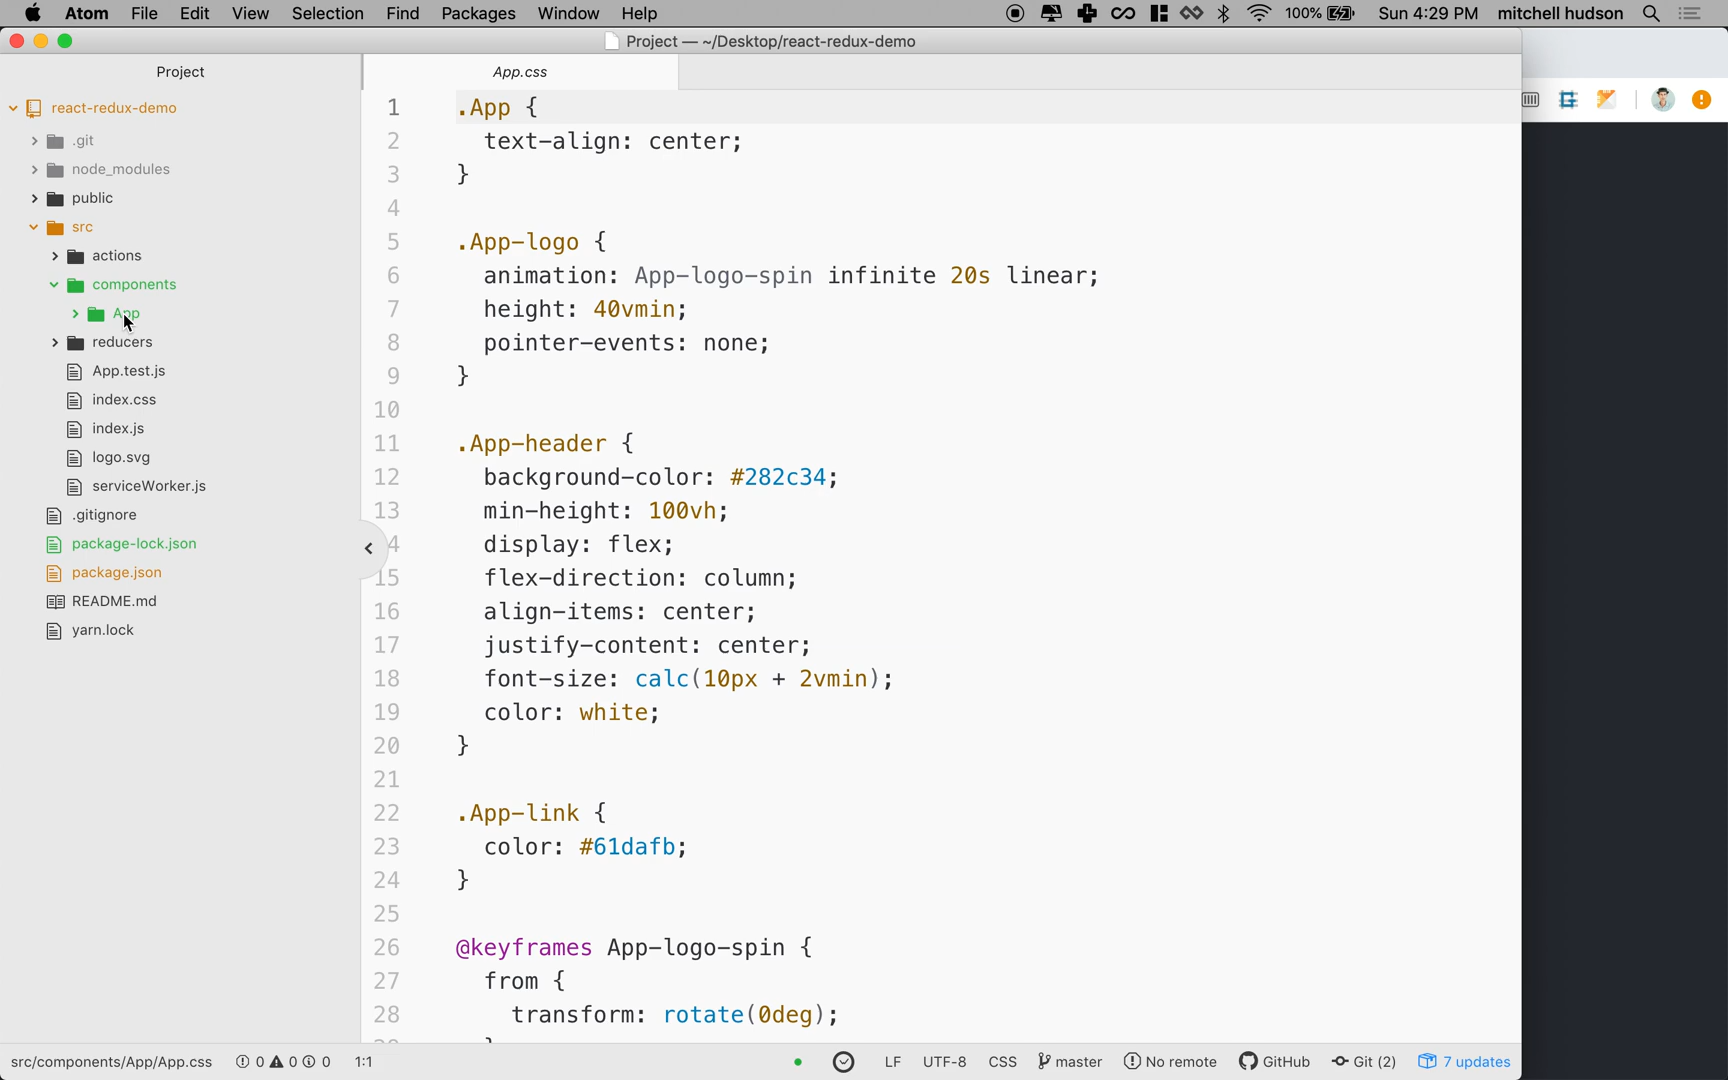 Atom File Edit View Selection Find Packages Window Help 100% Sun 4:29 PM mitchell hudson
Project — ~/Desktop/react-redux-demo
Project
react-redux-demo
.git
node_modules
public
src
actions
components
App
reducers
App.test.js
index.css
index.js
logo.svg
serviceWorker.js
.gitignore
package-lock.json
package.json
README.md
yarn.lock
App.css
1 .App {
2 text-align: center;
3 }
4
5 .App-logo {
6 animation: App-logo-spin infinite 20s linear;
7 height: 40vmin;
8 pointer-events: none;
9 }
10
11 .App-header {
12 background-color: #282c34;
13 min-height: 100vh;
4 display: flex;
15 flex-direction: column;
16 align-items: center;
17 justify-content: center;
18 font-size: calc(10px + 2vmin);
19 color: white;
20 }
21
22 .App-link {
23 color: #61dafb;
24 }
25
26 @keyframes App-logo-spin {
27 from {
28 transform: rotate(0deg);
src/components/App/App.css 0 0 0 1:1 LF UTF-8 CSS master No remote GitHub Git (2) 7 updates